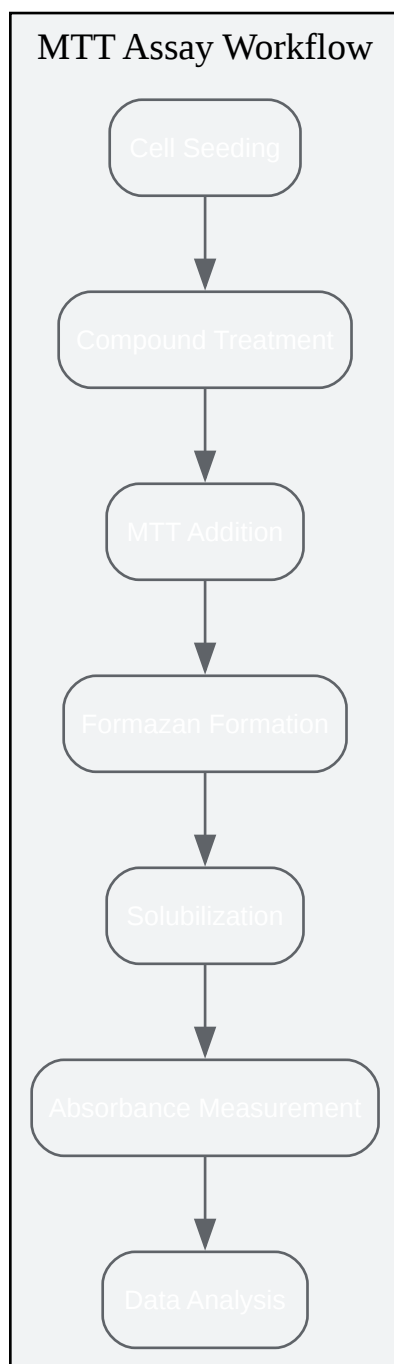 MTT Assay Workflow
Cell Seeding
Compound Treatment
MTT Addition
Formazan Formation
Solubilization
Absorbance Measurement
Data Analysis